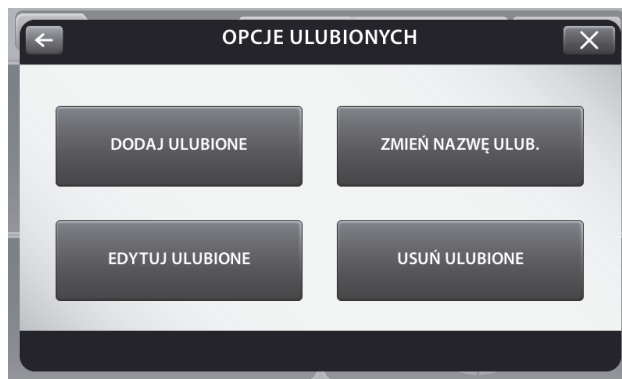 OPCJE ULUBIONYCH
DODAJ ULUBIONE
ZMIEŃ NAZWĘ ULUB.
EDYTUJ ULUBIONE
USUŃ ULUBIONE